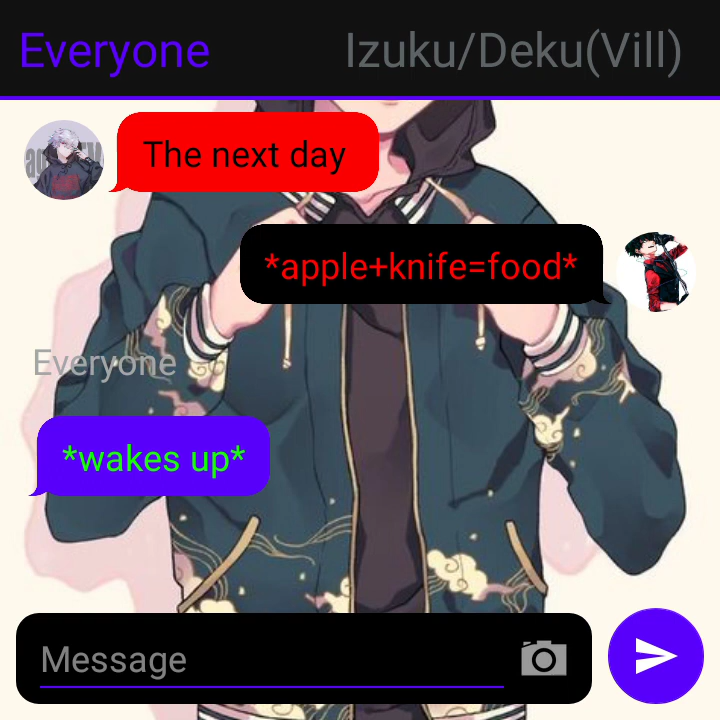 Everyone
Izuku/Deku(Vill)
The next day
*apple+knife=food*
Everyone
*wakes up*
Message